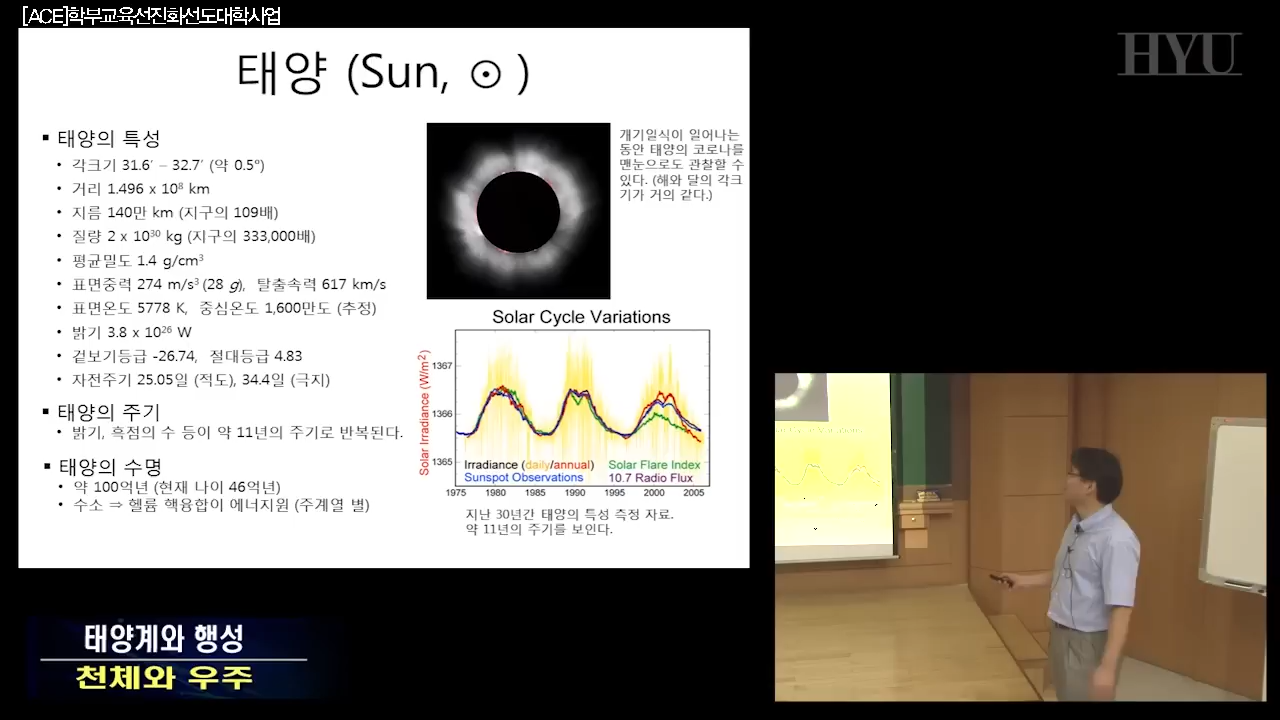 [ACE]학부교육선진화선도대학사업
HYU
태양 (Sun, ⊙ )
▪ 태양의 특성
• 각크기 31.6′ – 32.7′ (약 0.5°)
• 거리 1.496 x 10⁸ km
• 지름 140만 km (지구의 109배)
• 질량 2 x 10³⁰ kg (지구의 333,000배)
• 평균밀도 1.4 g/cm³
• 표면중력 274 m/s³ (28 g), 탈출속력 617 km/s
• 표면온도 5778 K, 중심온도 1,600만도 (추정)
• 밝기 3.8 x 10²⁶ W
• 겉보기등급 -26.74, 절대등급 4.83
• 자전주기 25.05일 (적도), 34.4일 (극지)
▪ 태양의 주기
• 밝기, 흑점의 수 등이 약 11년의 주기로 반복된다.
▪ 태양의 수명
• 약 100억년 (현재 나이 46억년)
• 수소 ⇒ 헬륨 핵융합이 에너지원 (주계열 별)
개기일식이 일어나는
동안 태양의 코로나를
맨눈으로도 관찰할 수
있다. (해와 달의 각크
기가 거의 같다.)
Solar Cycle Variations
Solar Irradiance (W/m²)
1367
1366
1365
Irradiance (daily/annual) Solar Flare Index
Sunspot Observations 10.7 Radio Flux
1975 1980 1985 1990 1995 2000 2005
지난 30년간 태양의 특성 측정 자료.
약 11년의 주기를 보인다.
태양계와 행성
천체와 우주